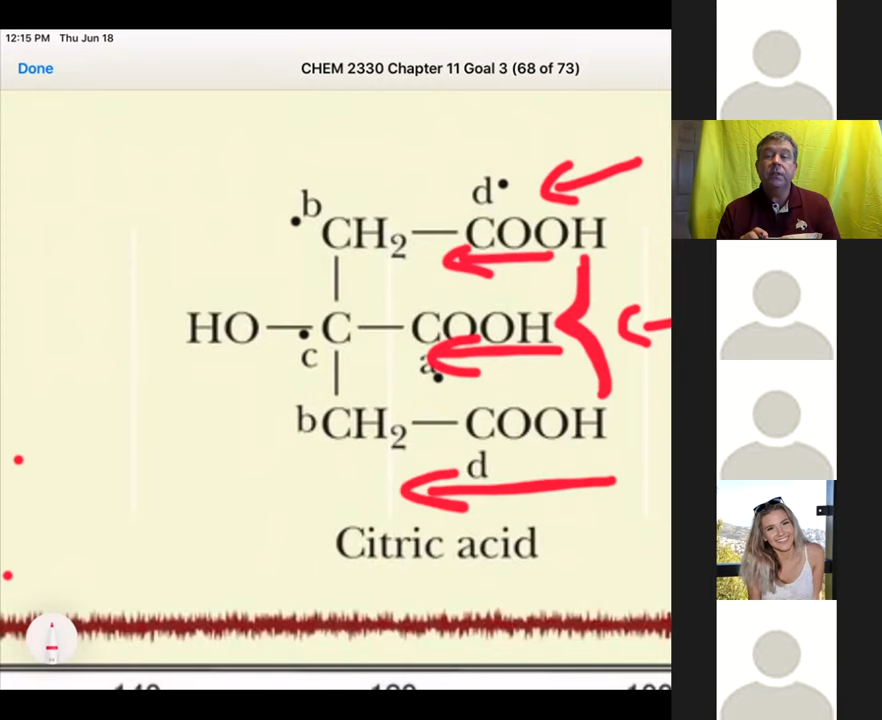 12:15 PM Thu Jun 18
Done
CHEM 2330 Chapter 11 Goal 3 (68 of 73)
b d
CH₂—COOH
HO—C—COOH
c a
bCH₂—COOH
d
Citric acid